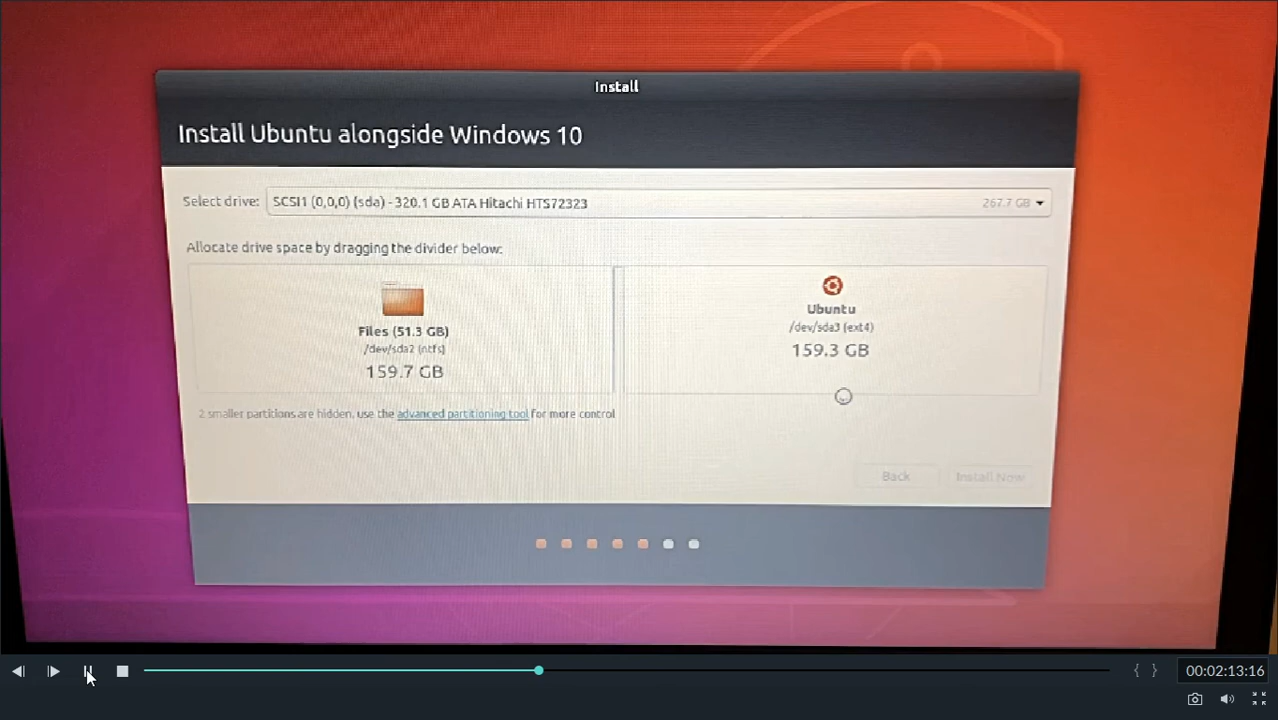 Install
Install Ubuntu alongside Windows 10
Select drive: SCSI1 (0,0,0) (sda) - 320.1 GB ATA Hitachi HTS72323 267.7 GB
Allocate drive space by dragging the divider below:
Files (51.3 GB)
/dev/sda2 (ntfs)
159.7 GB
Ubuntu
/dev/sda3 (ext4)
159.3 GB
2 smaller partitions are hidden, use the advanced partitioning tool for more control
Back Install Now
{ } 00:02:13:16